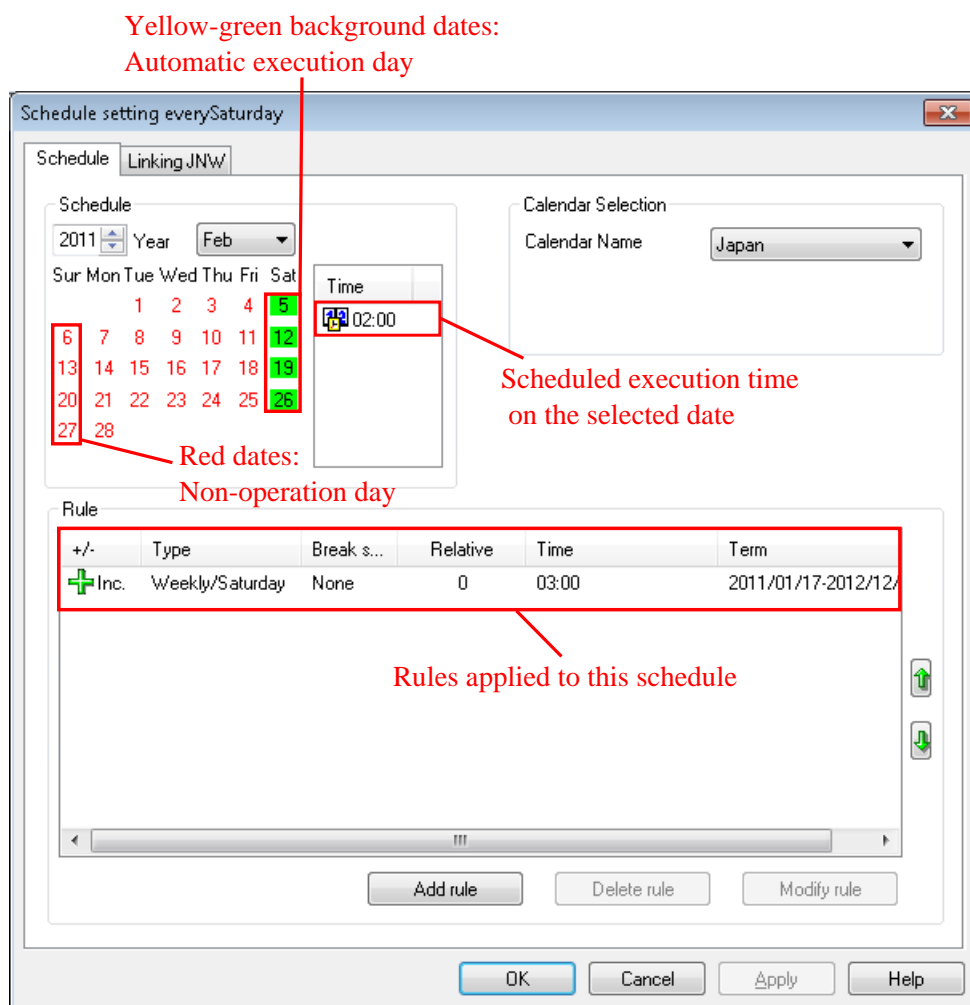 Yellow-green background dates:
Automatic execution day
Schedule setting everySaturday
Schedule
Linking JNW
Schedule
2011 Year Feb
Sur Mon Tue Wed Thu Fri Sat
1 2 3 4 5
6 7 8 9 10 11 12
13 14 15 16 17 18 19
20 21 22 23 24 25 26
27 28
Time
02:00
Calendar Selection
Calendar Name Japan
Scheduled execution time
on the selected date
Red dates:
Non-operation day
Rule
+/- Type Break s... Relative Time Term
Inc. Weekly/Saturday None 0 03:00 2011/01/17-2012/12/
Rules applied to this schedule
Add rule Delete rule Modify rule
OK Cancel Apply Help